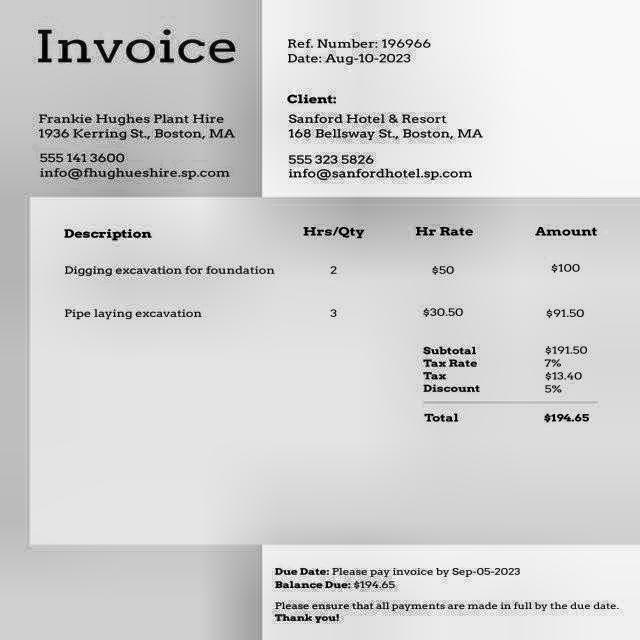 Invoice
Ref. Number: 196966
Date: Aug-10-2023
Client:
Frankie Hughes Plant Hire
1936 Kerring St., Boston, MA
555 141 3600
info@fhughueshire.sp.com
Sanford Hotel & Resort
168 Bellsway St., Boston, MA
555 323 5826
info@sanfordhotel.sp.com
Description Hrs/Qty Hr Rate Amount
Digging excavation for foundation 2 $50 $100
Pipe laying excavation 3 $30.50 $91.50
Subtotal $191.50
Tax Rate 7%
Tax $13.40
Discount 5%
Total $194.65
Due Date: Please pay invoice by Sep-05-2023
Balance Due: $194.65
Please ensure that all payments are made in full by the due date.
Thank you!